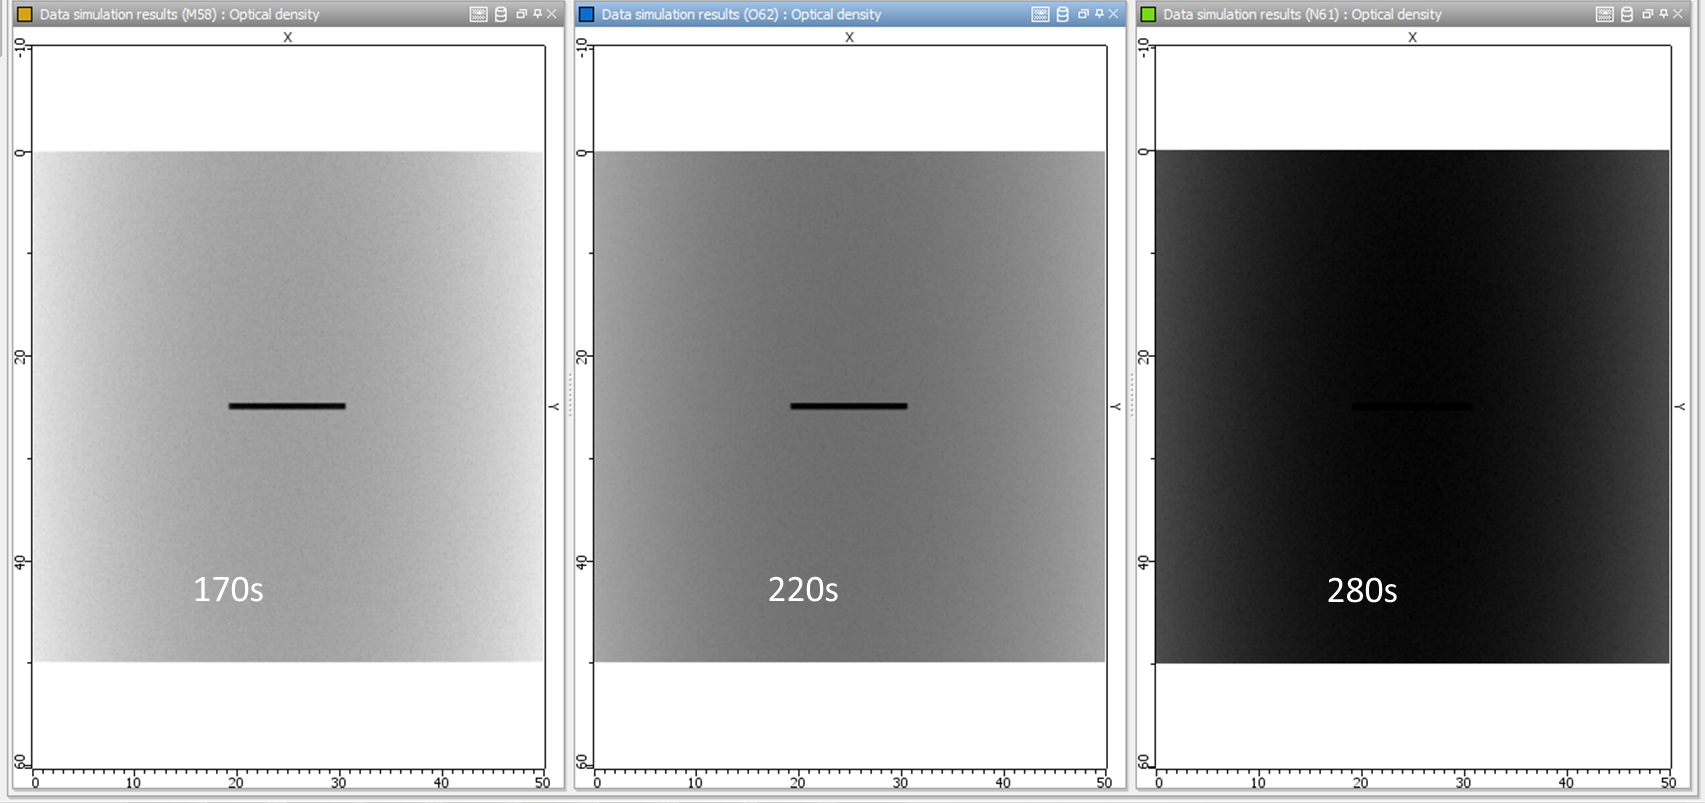 Data simulation results (M58) : Optical density
X
-10
0
20
40
60
Y
0 10 20 30 40 50
170s
Data simulation results (O62) : Optical density
X
-10
0
20
40
60
Y
0 10 20 30 40 50
220s
Data simulation results (N61) : Optical density
X
-10
0
20
40
60
Y
0 10 20 30 40 50
280s